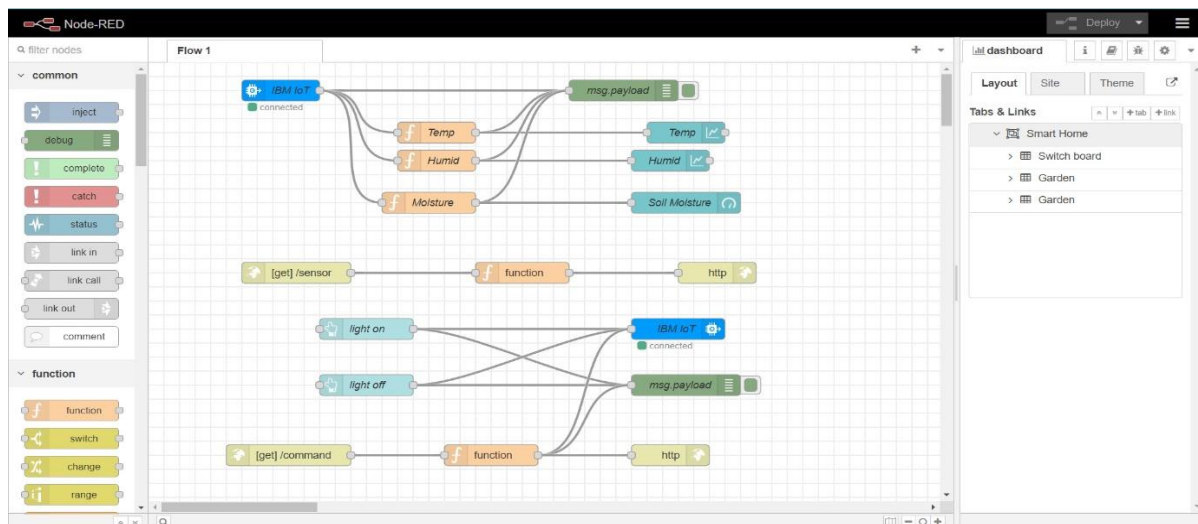 Node-RED
Deploy
filter nodes
Flow 1
dashboard
i
common
inject
debug
complete
catch
status
link in
link call
link out
comment
function
function
switch
change
range
IBM IoT
connected
msg.payload
Temp
Temp
Humid
Humid
Moisture
Soil Moisture
[get] /sensor
function
http
light on
IBM IoT
connected
light off
msg.payload
[get] /command
function
http
Layout
Site
Theme
Tabs & Links
+tab
+link
Smart Home
Switch board
Garden
Garden